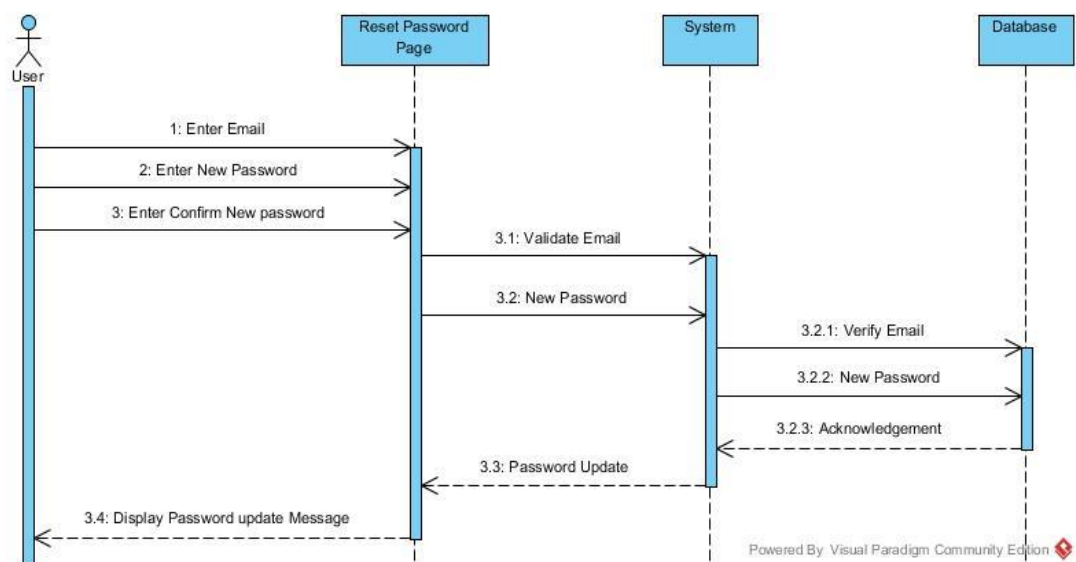 Reset Password
Page
System
Database
User
1: Enter Email
2: Enter New Password
3: Enter Confirm New password
3.1: Validate Email
3.2: New Password
3.2.1: Verify Email
3.2.2: New Password
3.2.3: Acknowledgement
3.3: Password Update
3.4: Display Password update Message
Powered By Visual Paradigm Community Edition